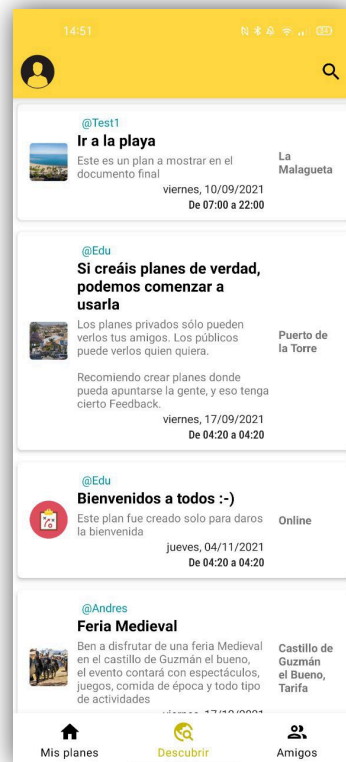 14:51
@Test1
Ir a la playa
Este es un plan a mostrar en el
documento final
La
Malagueta
viernes, 10/09/2021
De 07:00 a 22:00
@Edu
Si creáis planes de verdad,
podemos comenzar a
usarla
Los planes privados sólo pueden
verlos tus amigos. Los públicos
puede verlos quien quiera.
Recomiendo crear planes donde
pueda apuntarse la gente, y eso tenga
cierto Feedback.
Puerto de
la Torre
viernes, 17/09/2021
De 04:20 a 04:20
@Edu
Bienvenidos a todos :-)
Este plan fue creado solo para daros
la bienvenida
Online
jueves, 04/11/2021
De 04:20 a 04:20
@Andres
Feria Medieval
Ben a disfrutar de una feria Medieval
en el castillo de Guzmán el bueno,
el evento contará con espectáculos,
juegos, comida de época y todo tipo
de actividades
Castillo de
Guzmán
el Bueno,
Tarifa
Mis planes
Descubrir
Amigos